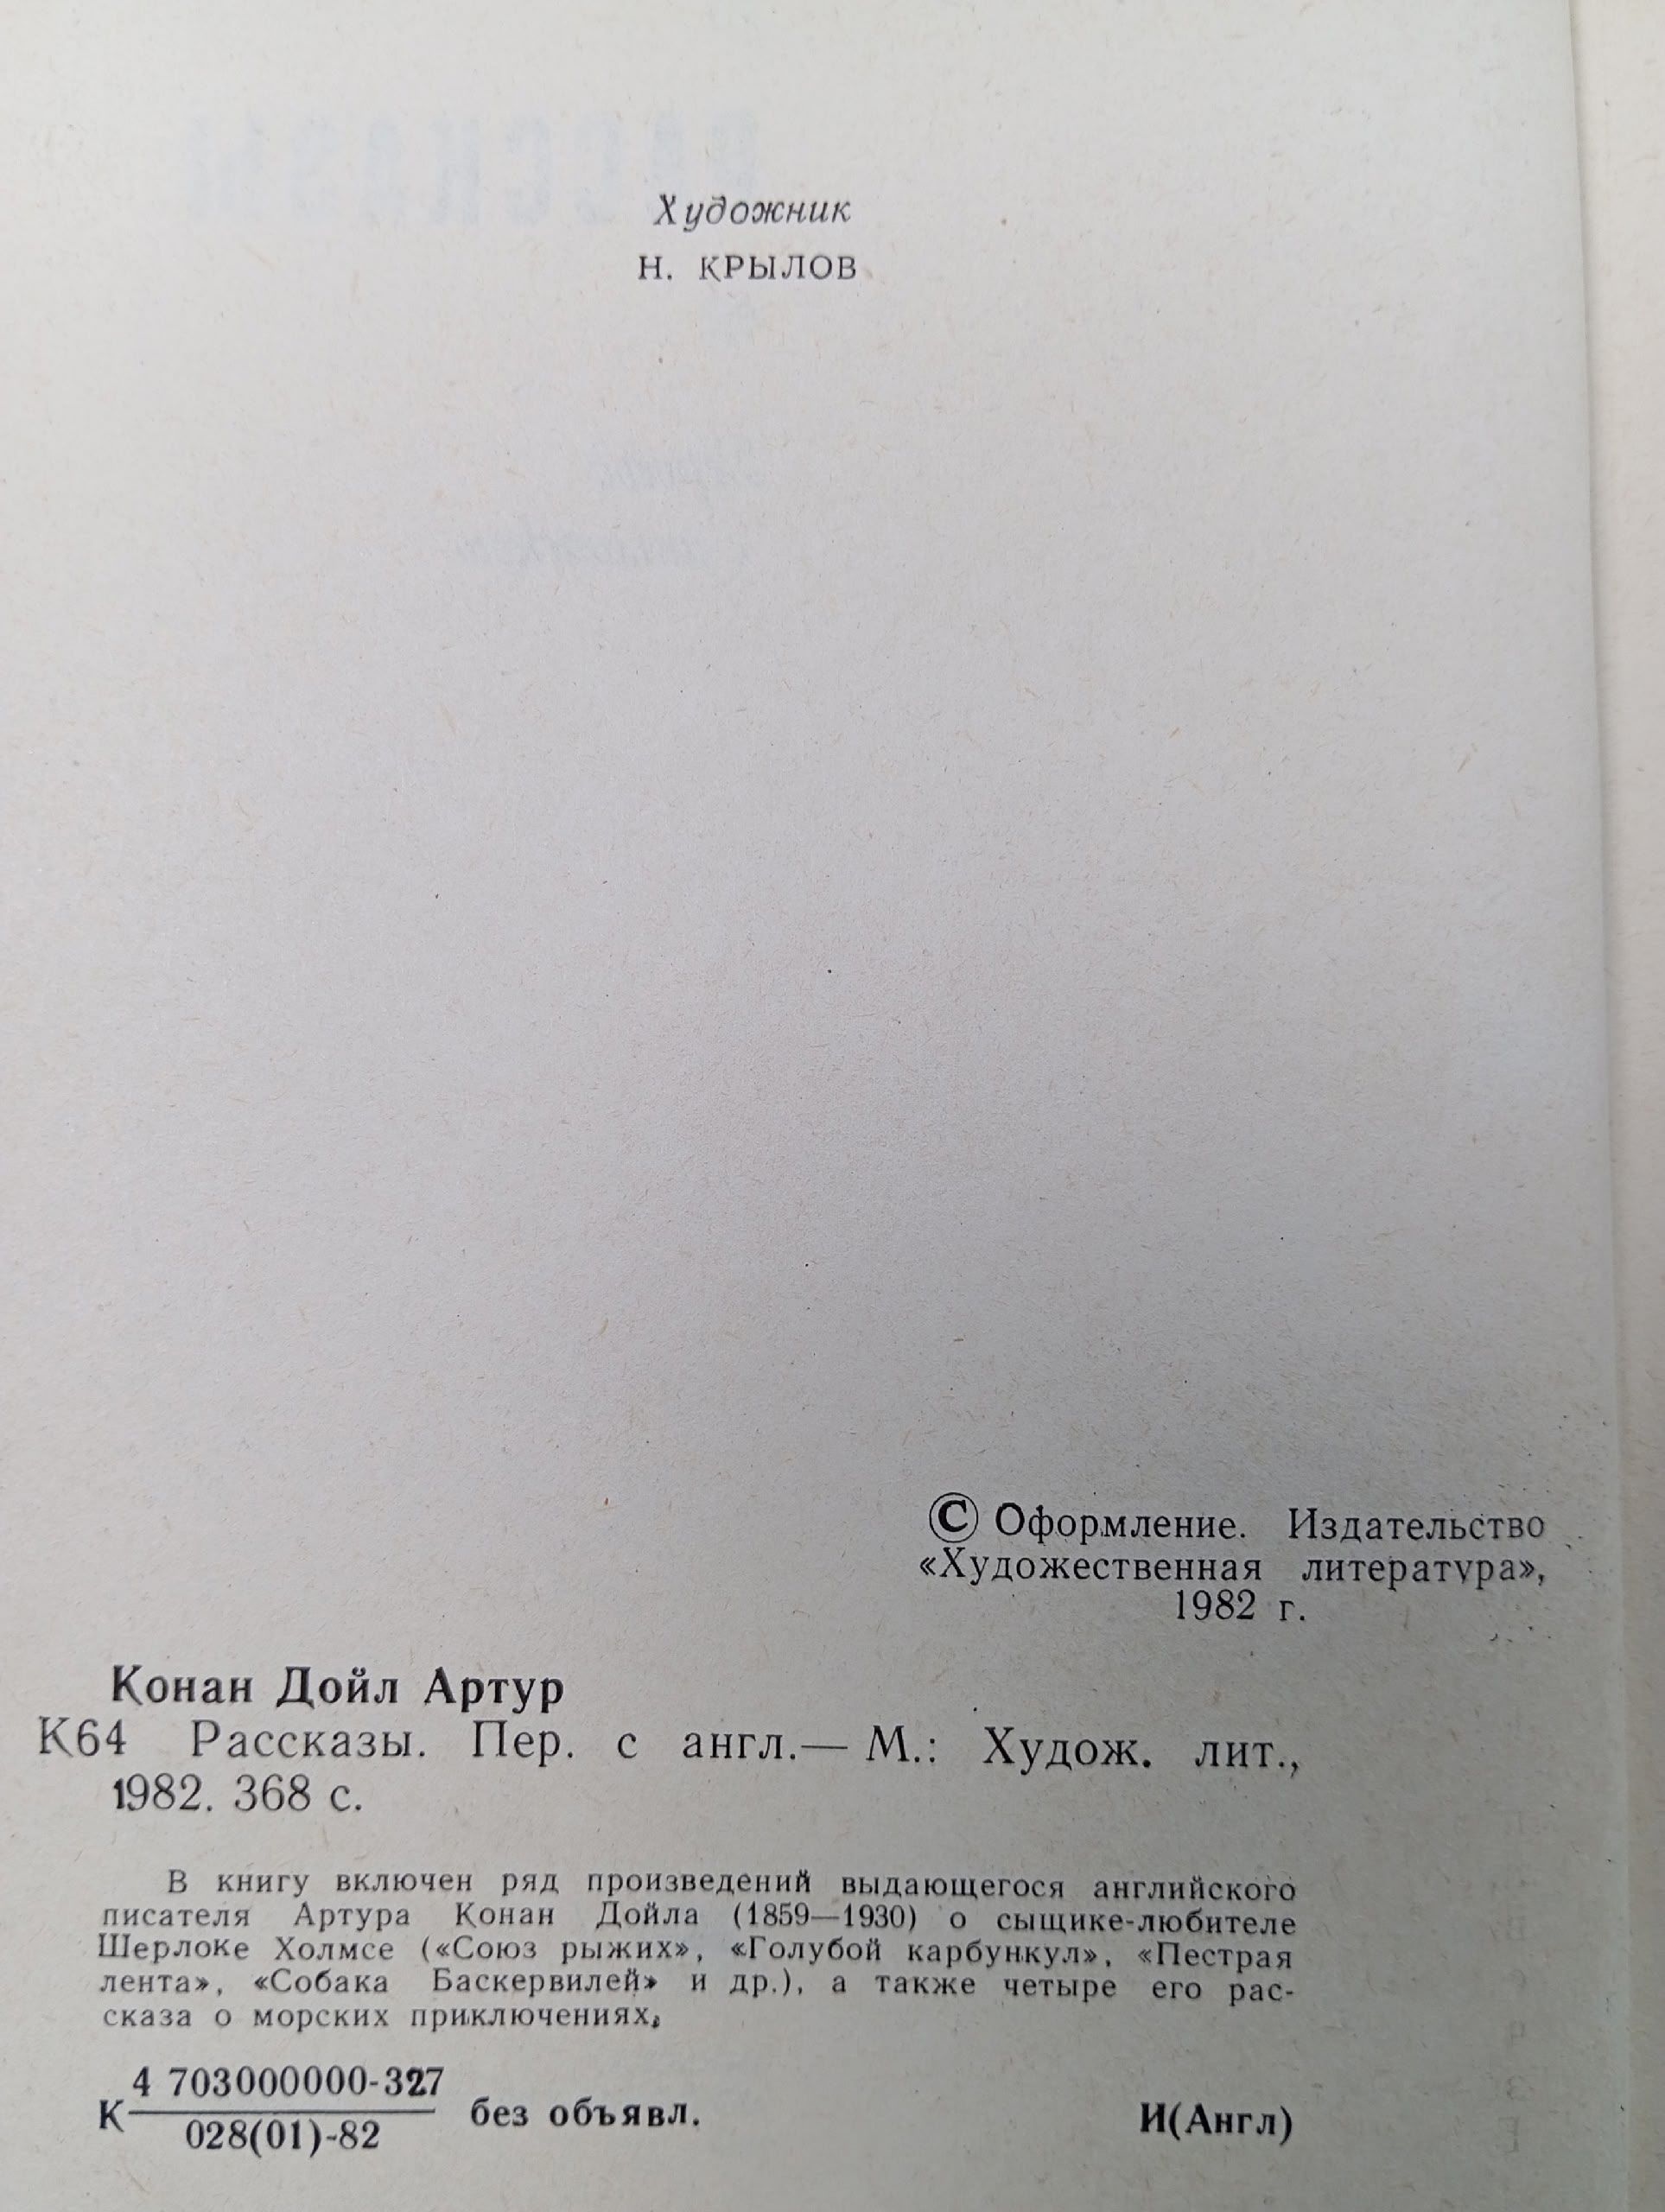 Художник
Н. КРЫЛОВ
© Оформление. Издательство
«Художественная литература»,
1982 г.
Конан Дойл Артур
К64 Рассказы. Пер. с англ.— М.: Худож. лит.,
1982. 368 с.
В книгу включен ряд произведений выдающегося английского
писателя Артура Конан Дойла (1859—1930) о сыщике-любителе
Шерлоке Холмсе («Союз рыжих», «Голубой карбункул», «Пестрая
лента», «Собака Баскервилей» и др.), а также четыре его рас-
сказа о морских приключениях.
4 703000000-327
К без объявл. И(Англ)
028(01)-82